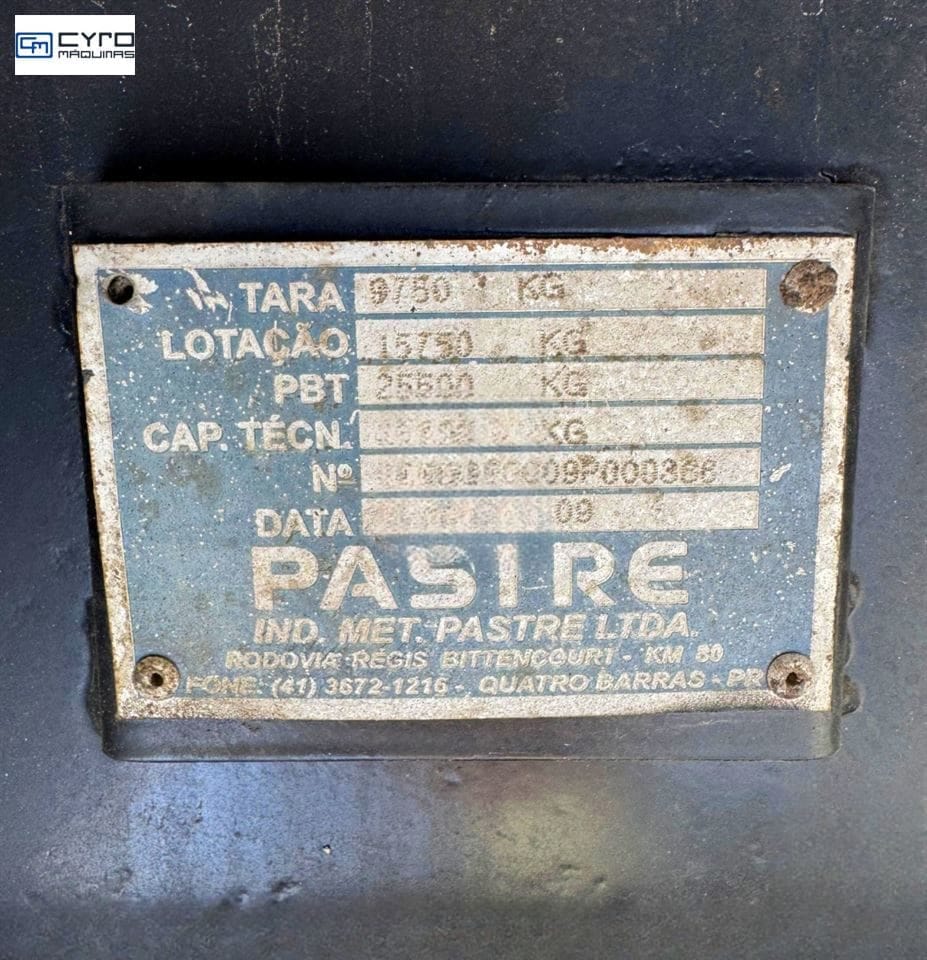 CM CYRO
MÁQUINAS
TARA 9750 KG
LOTAÇÃO 15750 KG
PBT 25500 KG
CAP. TÉCN. KG
Nº
DATA 09
PASTRE
IND. MET. PASTRE LTDA.
RODOVIA RÉGIS BITTENCOURT - KM 50
FONE: (41) 3672-1216 - QUATRO BARRAS - PR